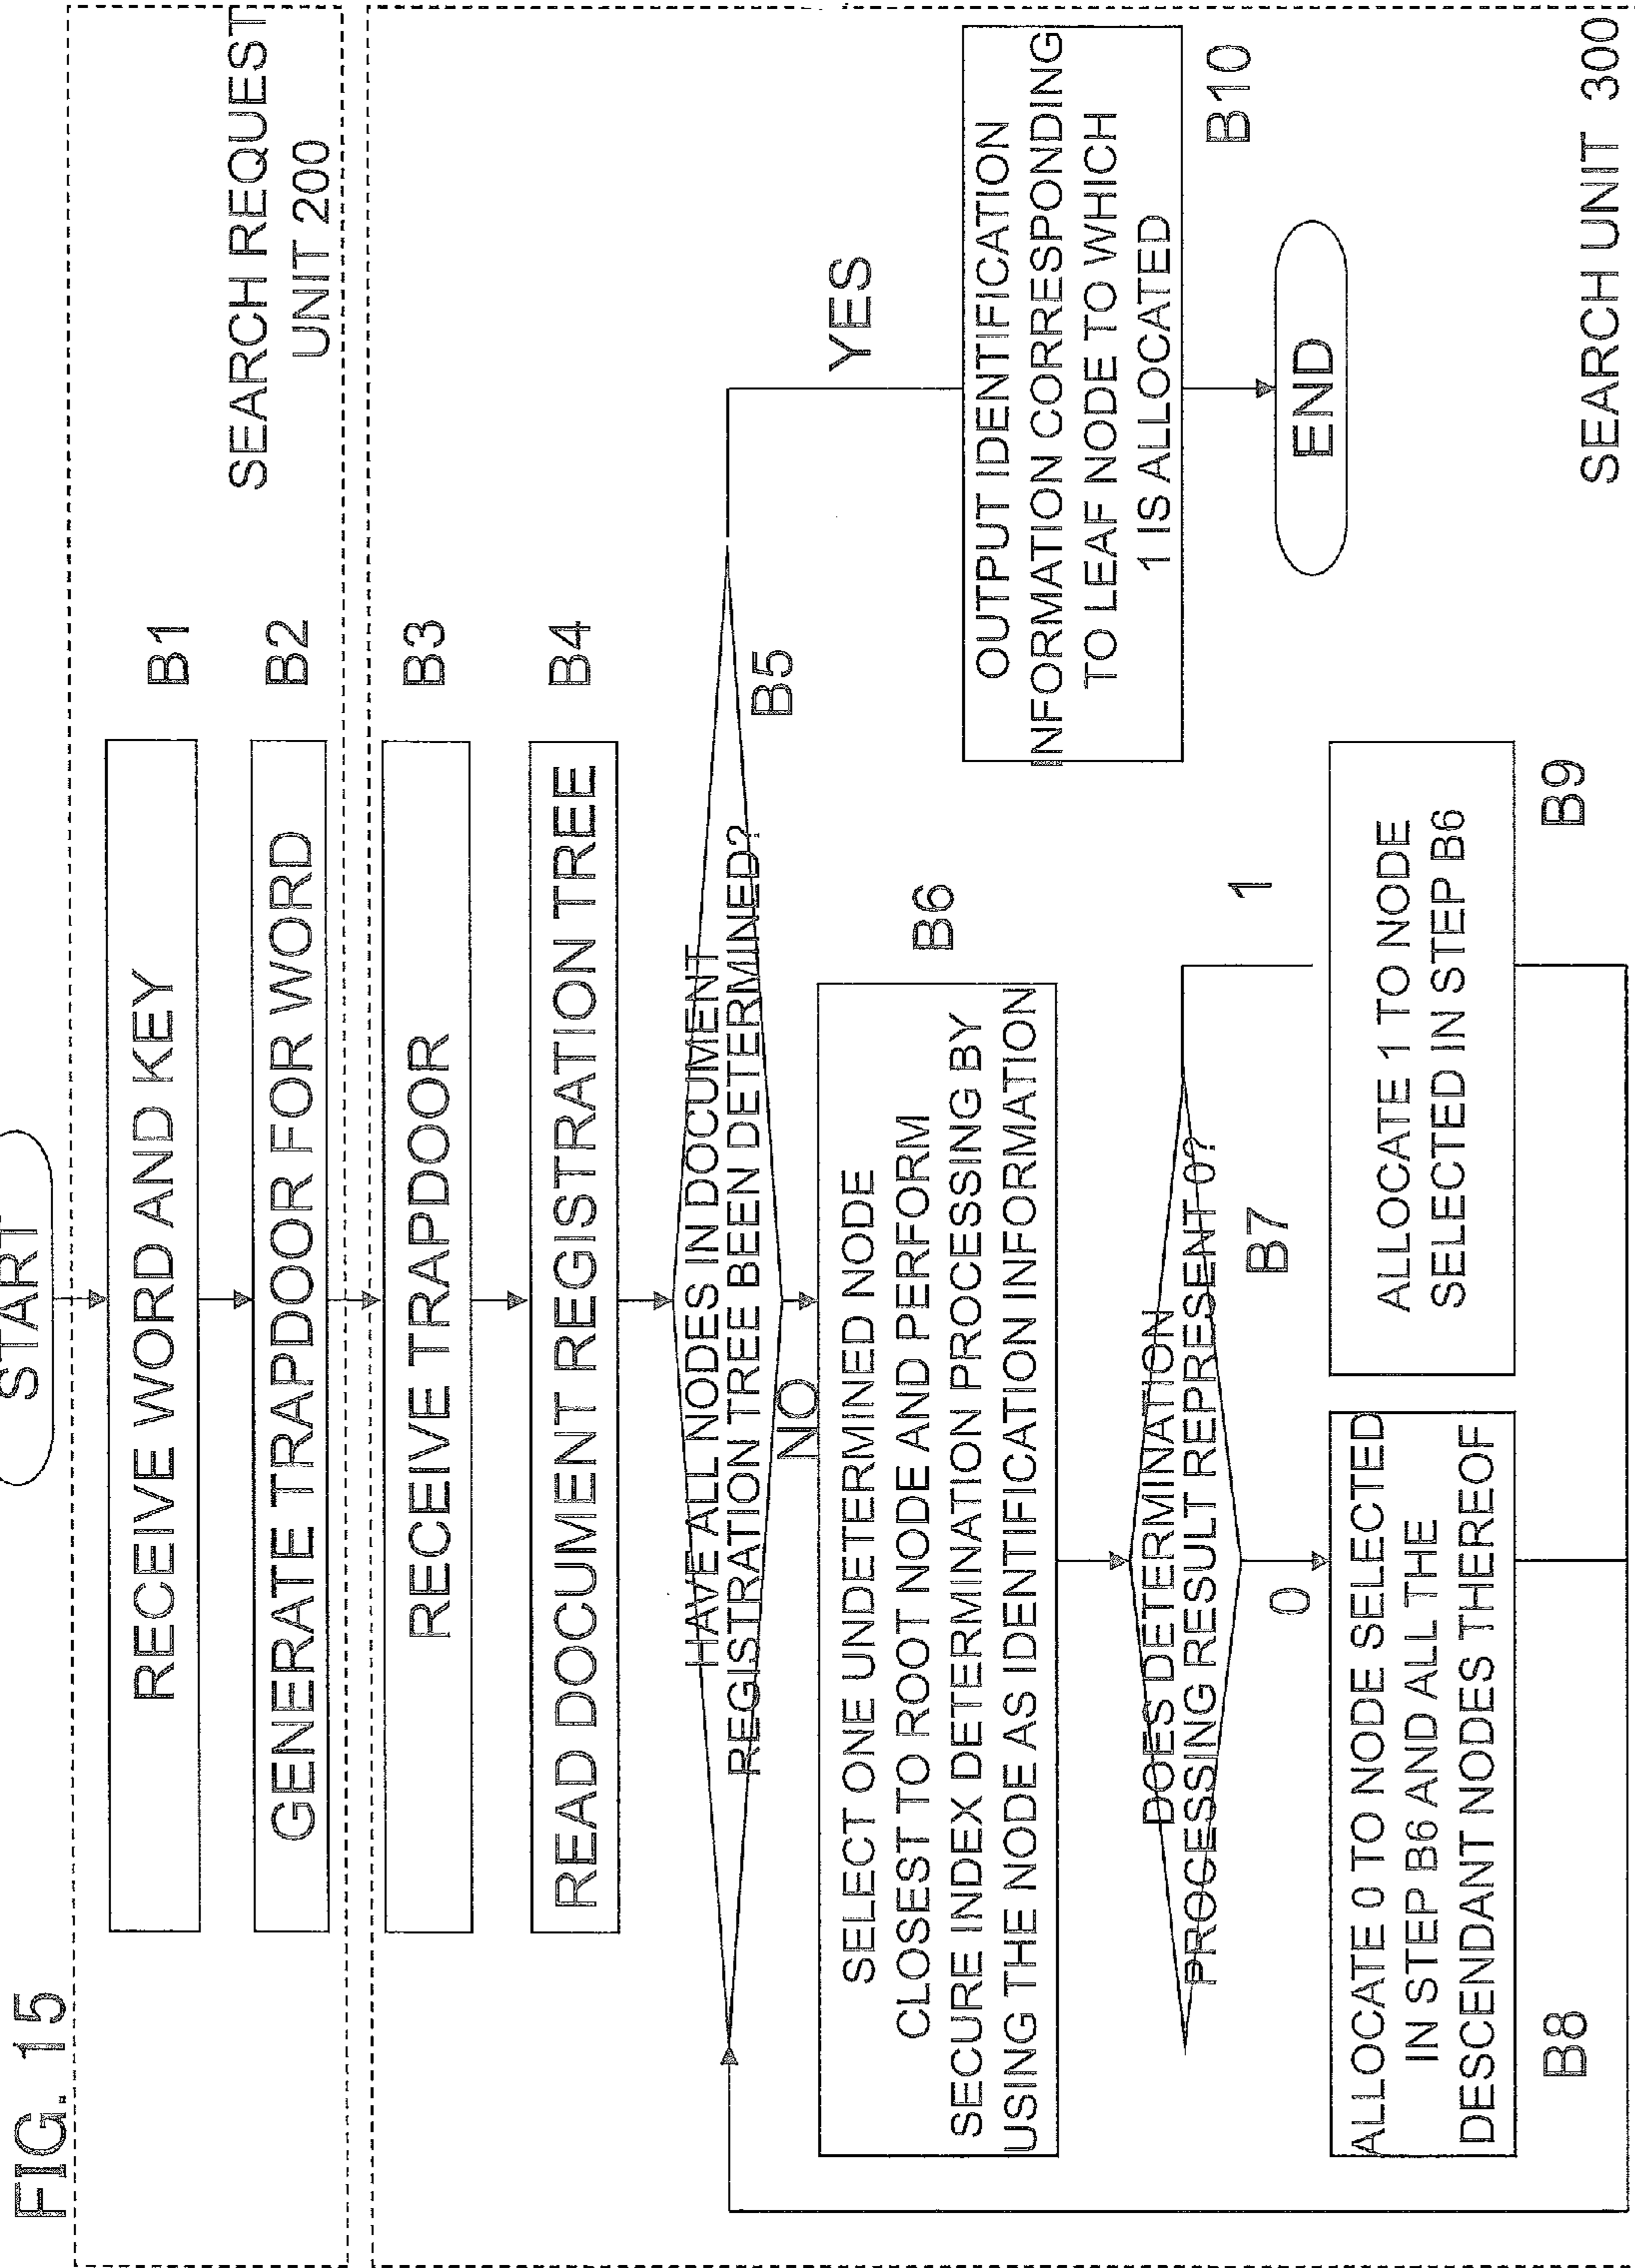 FIG. 15
START
RECEIVE WORD AND KEY
B1
GENERATE TRAPDOOR FOR WORD
B2
SEARCH REQUEST
UNIT 200
RECEIVE TRAPDOOR
B3
READ DOCUMENT REGISTRATION TREE
B4
HAVE ALL NODES IN DOCUMENT
REGISTRATION TREE BEEN DETERMINED?
B5
YES
NO
SELECT ONE UNDETERMINED NODE
CLOSEST TO ROOT NODE AND PERFORM
SECURE INDEX DETERMINATION PROCESSING BY
USING THE NODE AS IDENTIFICATION INFORMATION
B6
OUTPUT IDENTIFICATION
INFORMATION CORRESPONDING
TO LEAF NODE TO WHICH
1 IS ALLOCATED
B10
DOES DETERMINATION
PROCESSING RESULT REPRESENT 0?
B7
1
0
END
ALLOCATE 0 TO NODE SELECTED
IN STEP B6 AND ALL THE
DESCENDANT NODES THEREOF
B8
ALLOCATE 1 TO NODE
SELECTED IN STEP B6
B9
SEARCH UNIT 300